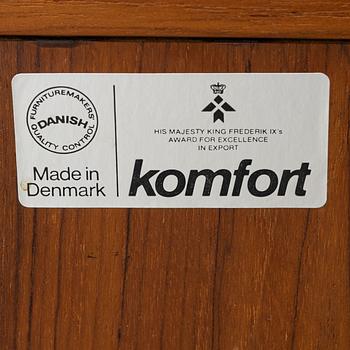 FURNITUREMAKERS'
DANISH
QUALITY CONTROL
Made in
Denmark
HIS MAJESTY KING FREDERIK IX's
AWARD FOR EXCELLENCE
IN EXPORT
komfort